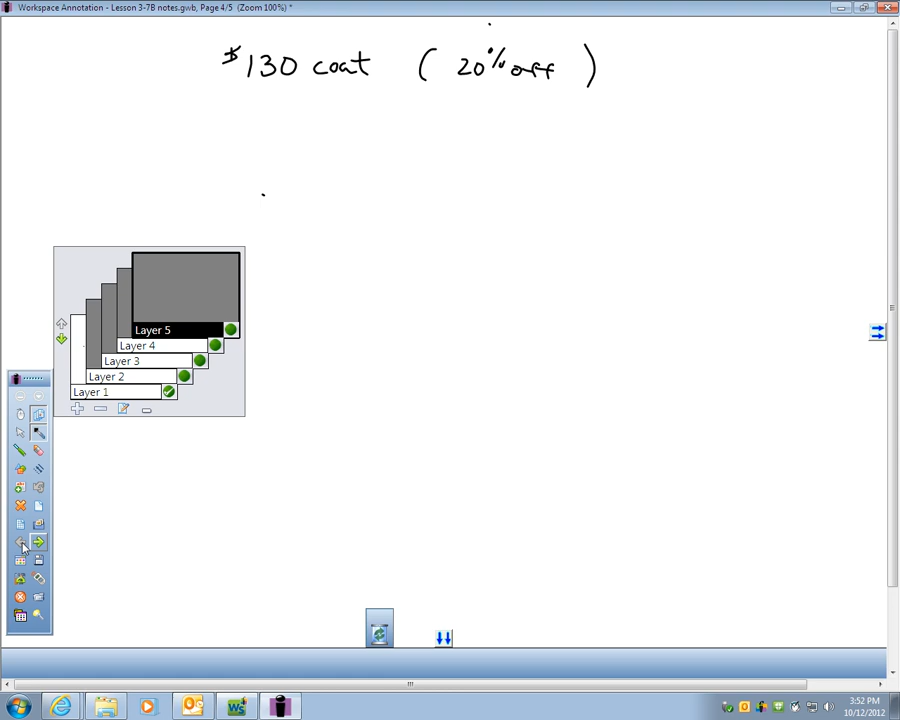 Workspace Annotation - Lesson 3-7B notes.gwb, Page 4/5 (Zoom 100%) *
$130 coat ( 20% off )
Layer 5
Layer 4
Layer 3
Layer 2
Layer 1
3:52 PM
10/12/2012